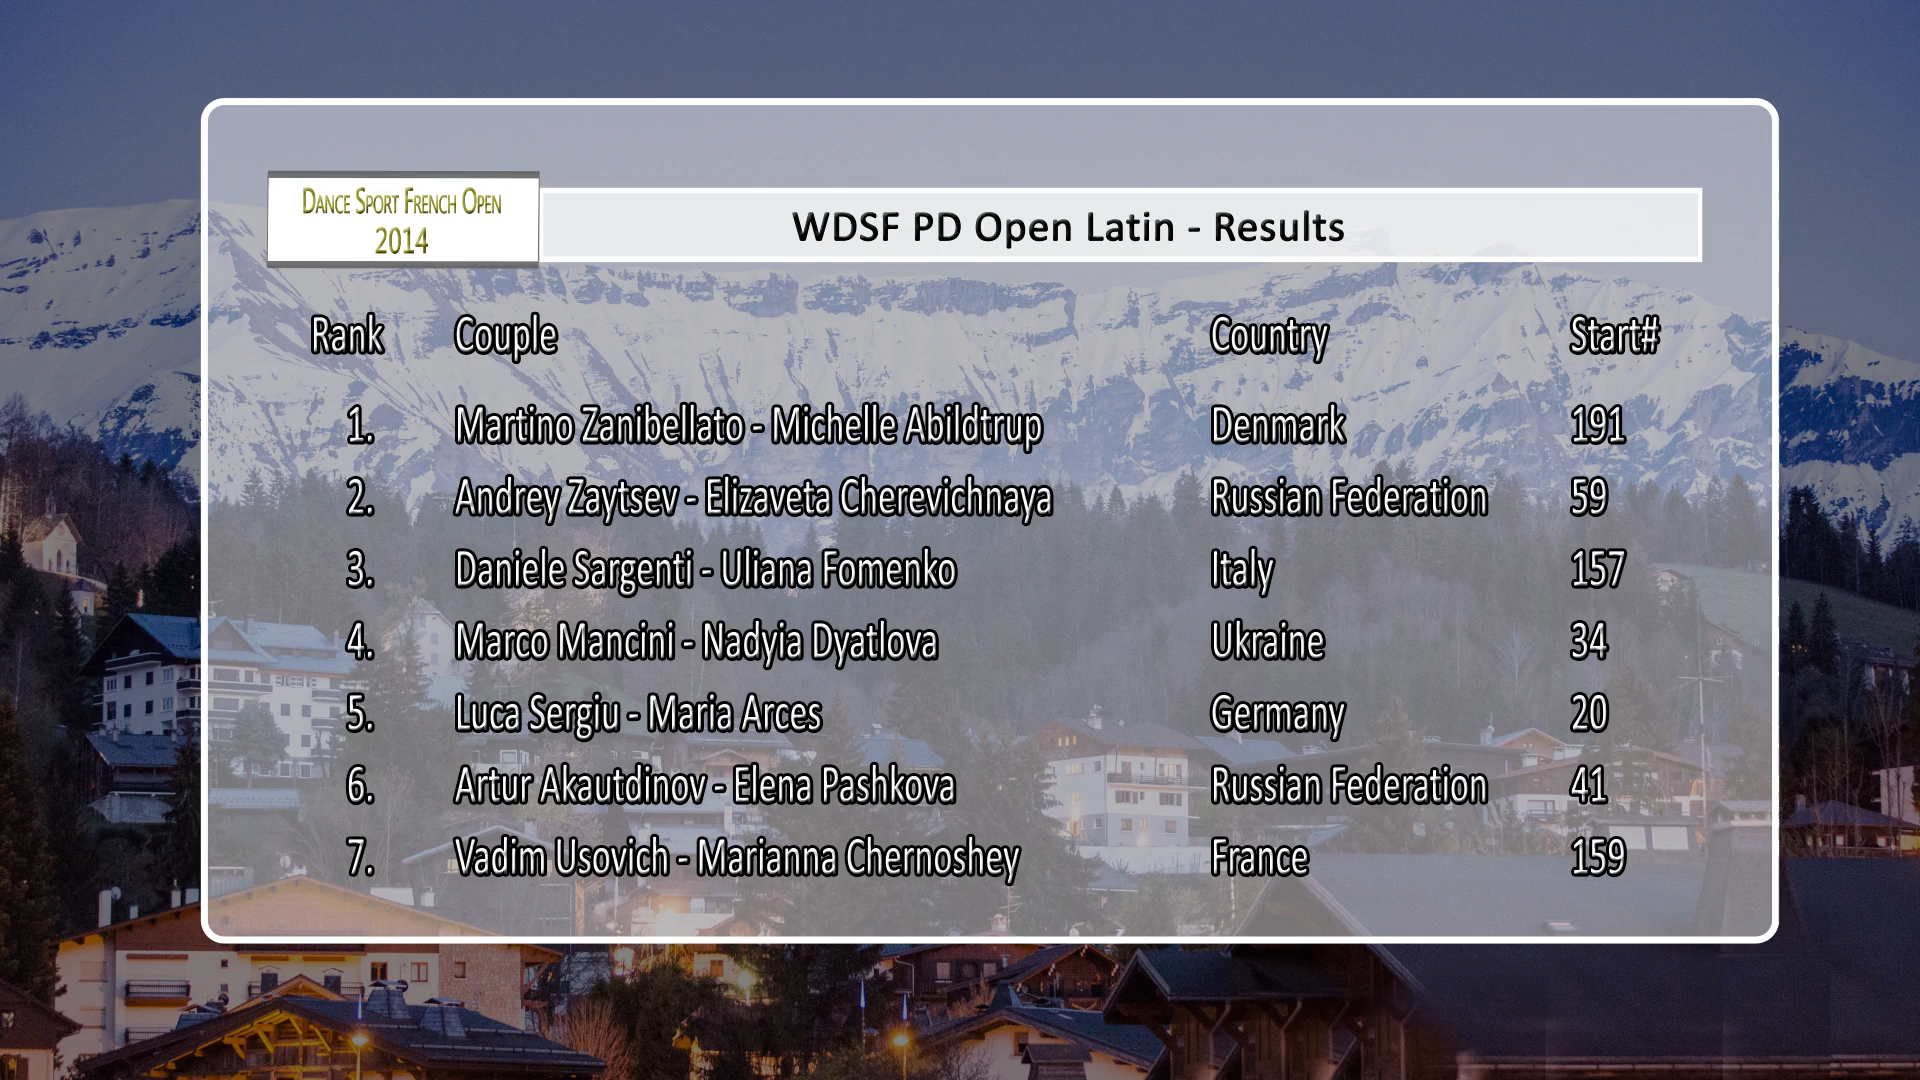 Dance Sport French Open
2014
WDSF PD Open Latin - Results
Rank Couple Country Start#
1. Martino Zanibellato - Michelle Abildtrup Denmark 191
2. Andrey Zaytsev - Elizaveta Cherevichnaya Russian Federation 59
3. Daniele Sargenti - Uliana Fomenko Italy 157
4. Marco Mancini - Nadyia Dyatlova Ukraine 34
5. Luca Sergiu - Maria Arces Germany 20
6. Artur Akautdinov - Elena Pashkova Russian Federation 41
7. Vadim Usovich - Marianna Chernoshey France 159